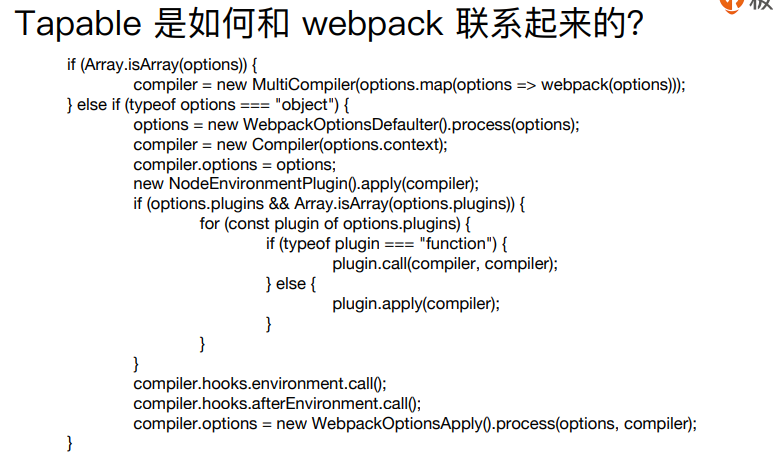 Tapable 是如何和 webpack 联系起来的?
if (Array.isArray(options)) {
compiler = new MultiCompiler(options.map(options => webpack(options)));
} else if (typeof options === "object") {
options = new WebpackOptionsDefaulter().process(options);
compiler = new Compiler(options.context);
compiler.options = options;
new NodeEnvironmentPlugin().apply(compiler);
if (options.plugins && Array.isArray(options.plugins)) {
for (const plugin of options.plugins) {
if (typeof plugin === "function") {
plugin.call(compiler, compiler);
} else {
plugin.apply(compiler);
}
}
}
compiler.hooks.environment.call();
compiler.hooks.afterEnvironment.call();
compiler.options = new WebpackOptionsApply().process(options, compiler);
}